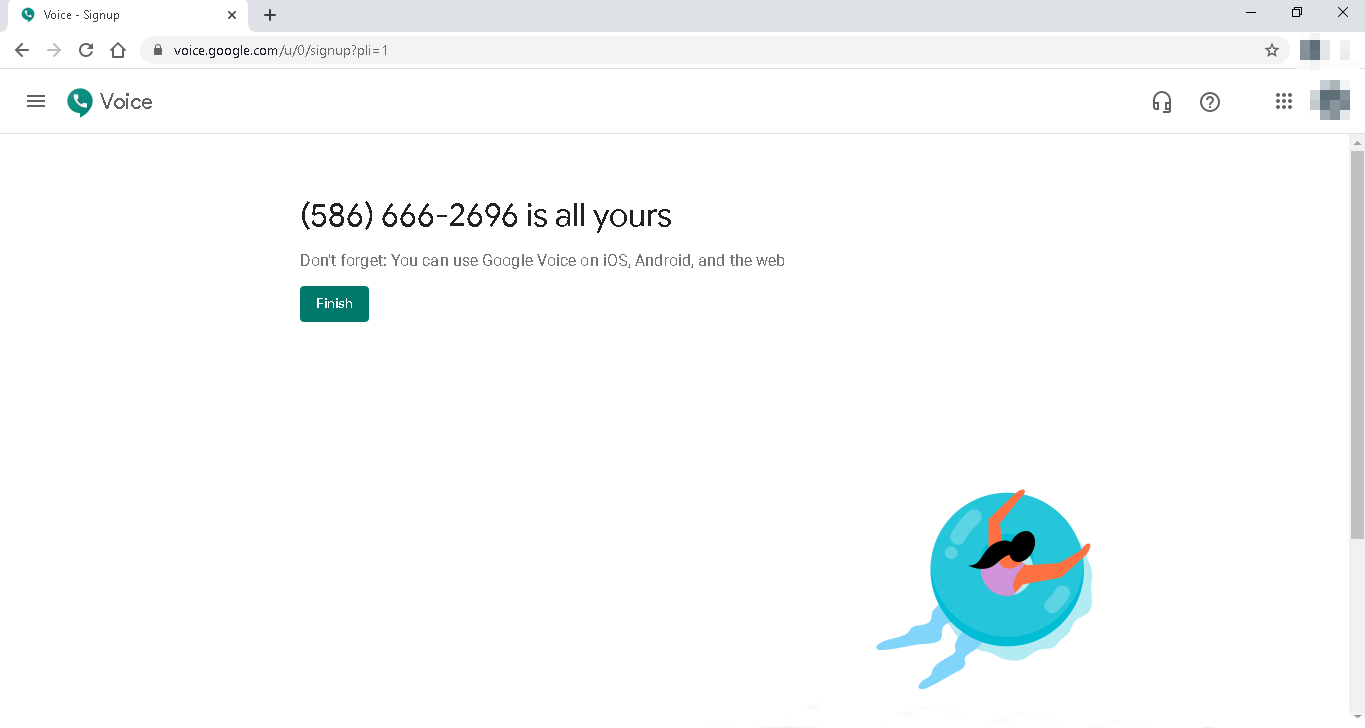 Voice - Signup
voice.google.com/u/0/signup?pli=1
Voice
(586) 666-2696 is all yours
Don't forget: You can use Google Voice on iOS, Android, and the web
Finish